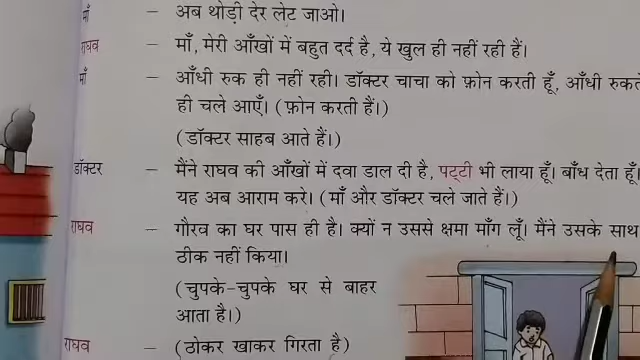 माँ – अब थोड़ी देर लेट जाओ।
राघव – माँ, मेरी आँखों में बहुत दर्द है, ये खुल ही नहीं रही हैं।
माँ – आँधी रुक ही नहीं रही। डॉक्टर चाचा को फ़ोन करती हूँ, आँधी रुकते
ही चले आएँ। (फ़ोन करती हैं।)
(डॉक्टर साहब आते हैं।)
डॉक्टर – मैंने राघव की आँखों में दवा डाल दी है, पट्टी भी लाया हूँ। बाँध देता हूँ।
यह अब आराम करे। (माँ और डॉक्टर चले जाते हैं।)
राघव – गौरव का घर पास ही है। क्यों न उससे क्षमा माँग लूँ। मैंने उसके साथ
ठीक नहीं किया।
(चुपके-चुपके घर से बाहर
आता है।)
राघव – (ठोकर खाकर गिरता है)